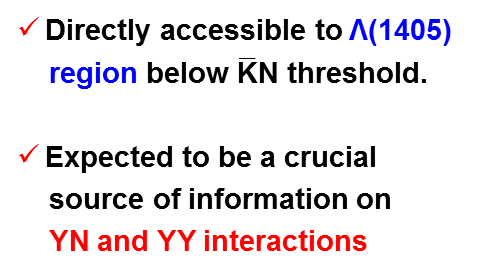 ✓ Directly accessible to Λ(1405)
region below K̅N threshold.
✓ Expected to be a crucial
source of information on
YN and YY interactions